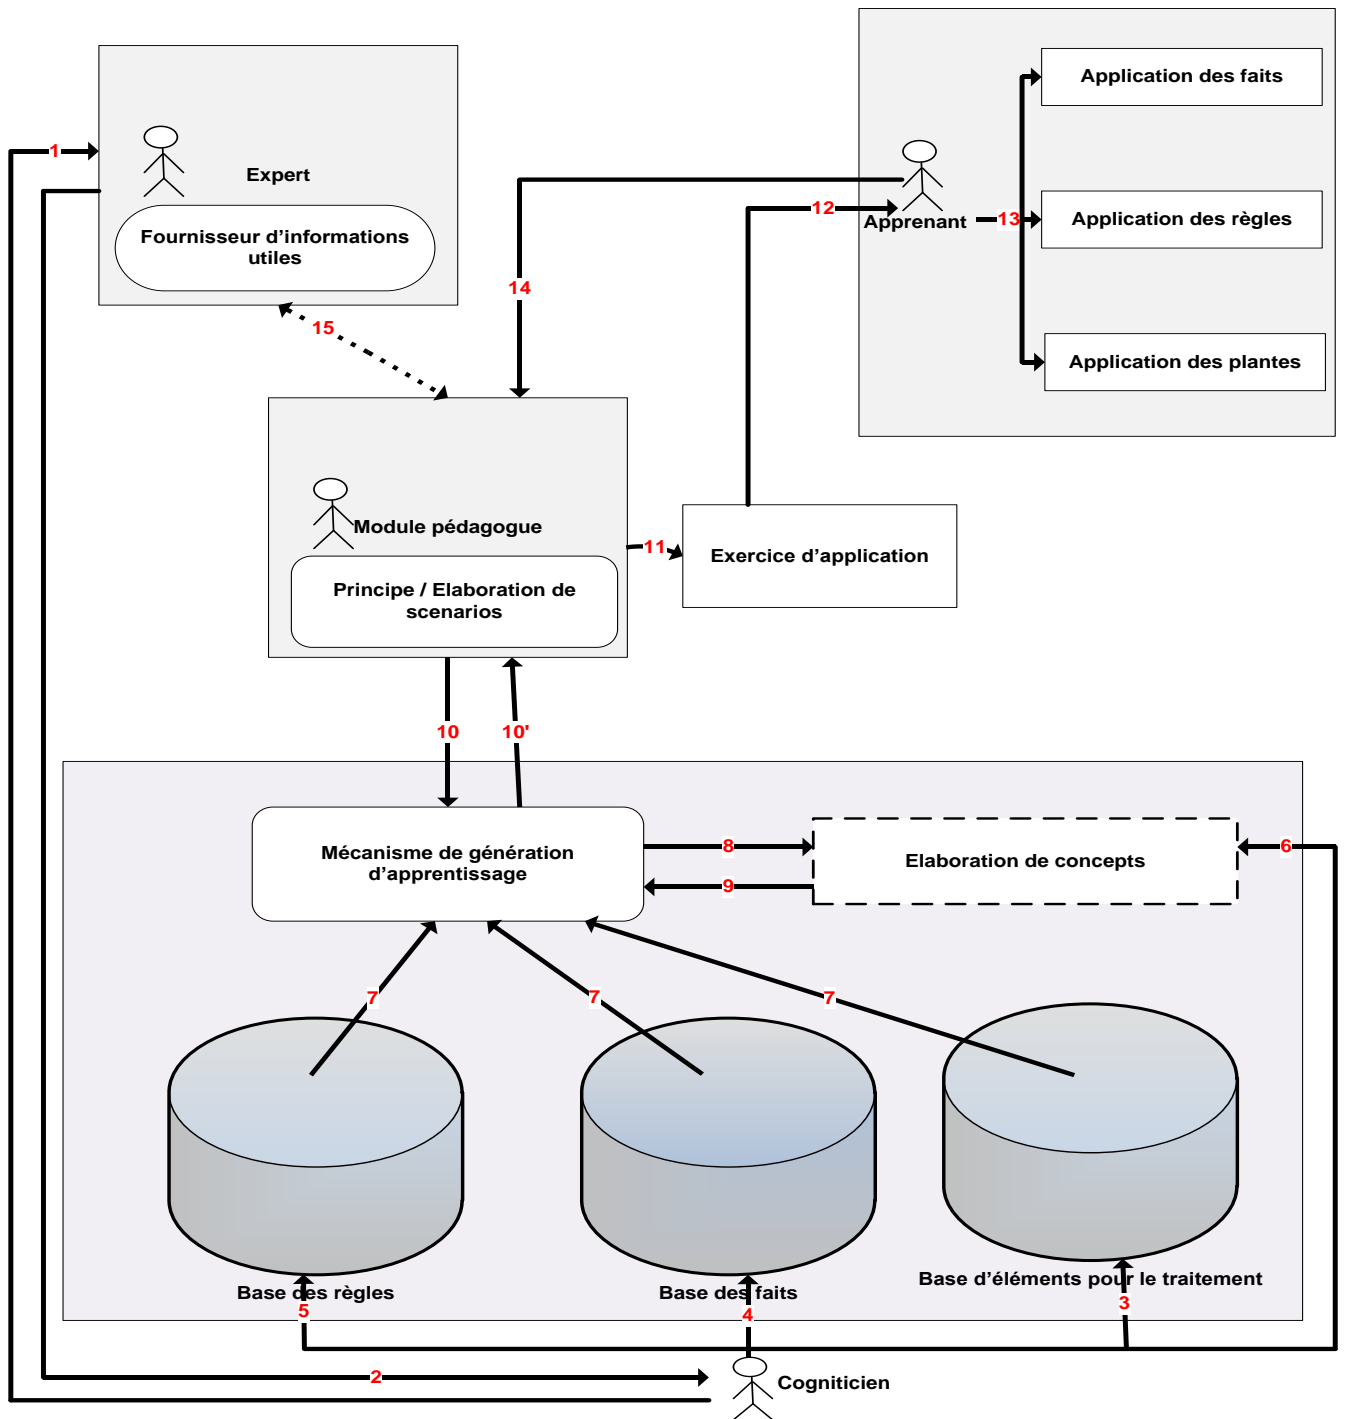 Application des faits
1
Expert
Fournisseur d’informations
utiles
12
Apprenant
13
Application des règles
14
15
Application des plantes
Module pédagogue
11
Exercice d’application
Principe / Elaboration de
scenarios
10
10'
Mécanisme de génération
d’apprentissage
8
9
Elaboration de concepts
6
7
7
7
Base des règles
Base des faits
Base d’éléments pour le traitement
5
4
3
2
Cogniticien